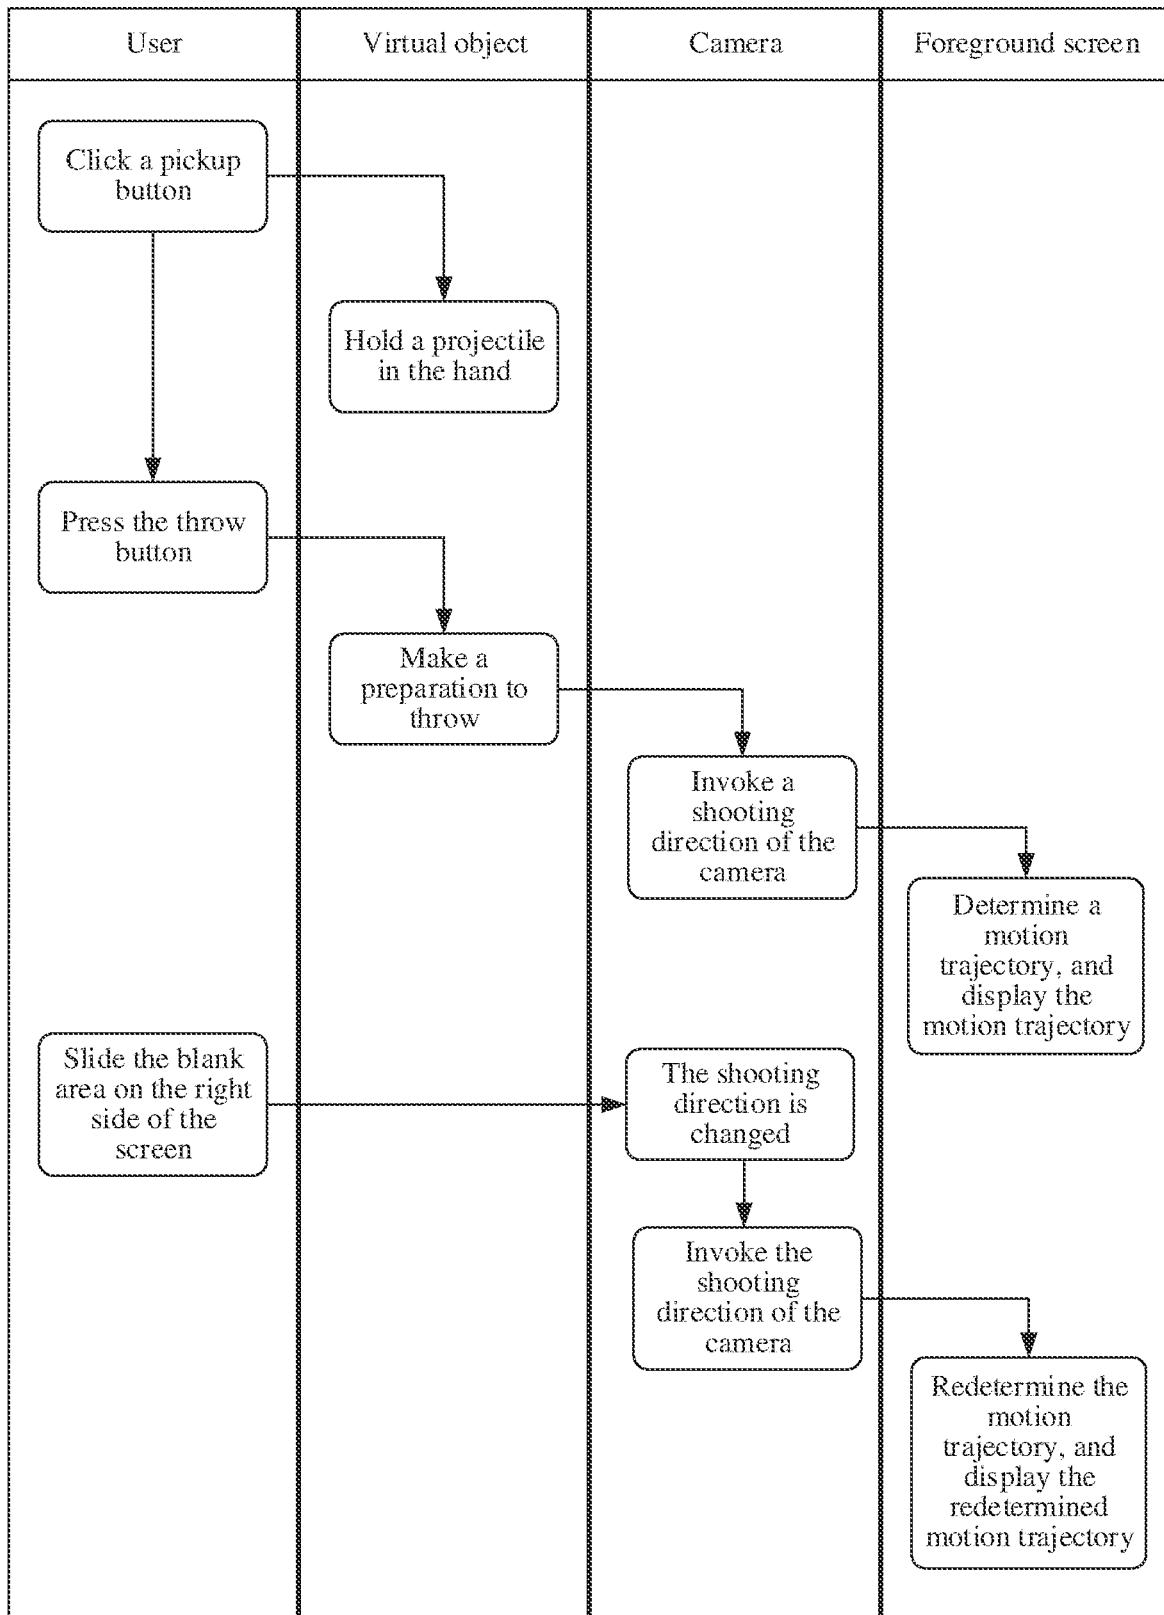 User
Virtual object
Camera
Foreground screen
Click a pickup
button
Hold a projectile
in the hand
Press the throw
button
Make a
preparation to
throw
Invoke a
shooting
direction of the
camera
Determine a
motion
trajectory, and
display the
motion trajectory
Slide the blank
area on the right
side of the
screen
The shooting
direction is
changed
Invoke the
shooting
direction of the
camera
Redetermine the
motion
trajectory, and
display the
redetermined
motion trajectory